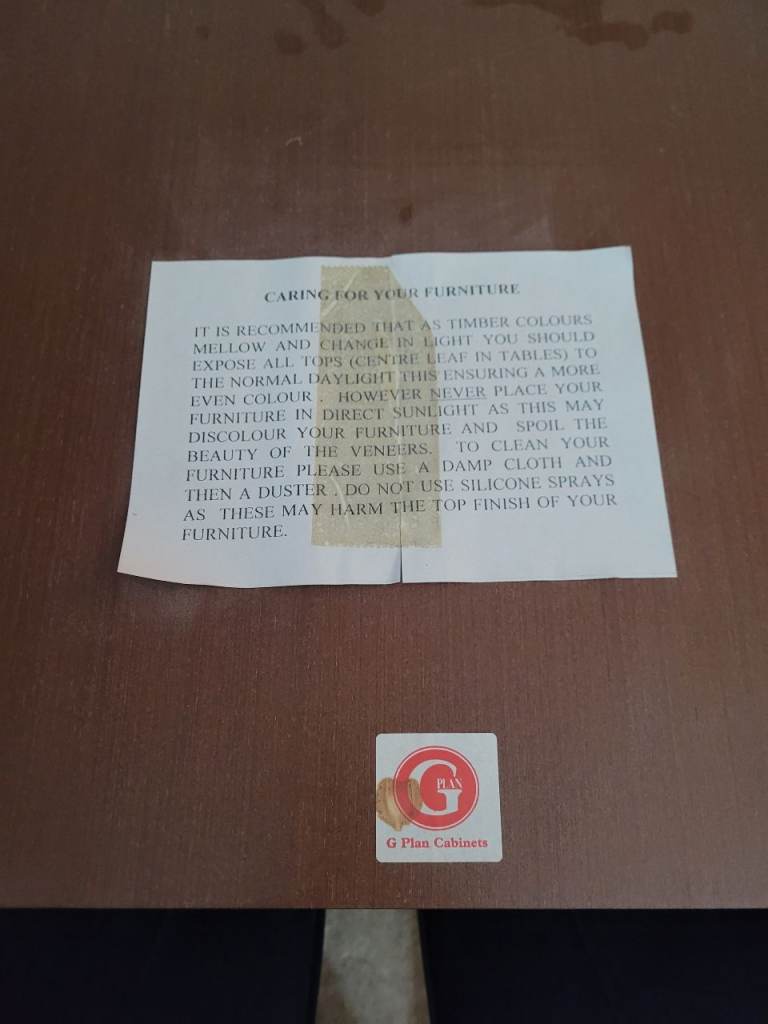 CARING FOR YOUR FURNITURE
IT IS RECOMMENDED THAT AS TIMBER COLOURS
MELLOW AND CHANGE IN LIGHT YOU SHOULD
EXPOSE ALL TOPS (CENTRE LEAF IN TABLES) TO
THE NORMAL DAYLIGHT THIS ENSURING A MORE
EVEN COLOUR . HOWEVER NEVER PLACE YOUR
FURNITURE IN DIRECT SUNLIGHT AS THIS MAY
DISCOLOUR YOUR FURNITURE AND SPOIL THE
BEAUTY OF THE VENEERS. TO CLEAN YOUR
FURNITURE PLEASE USE A DAMP CLOTH AND
THEN A DUSTER . DO NOT USE SILICONE SPRAYS
AS THESE MAY HARM THE TOP FINISH OF YOUR
FURNITURE.
G PLAN
G Plan Cabinets